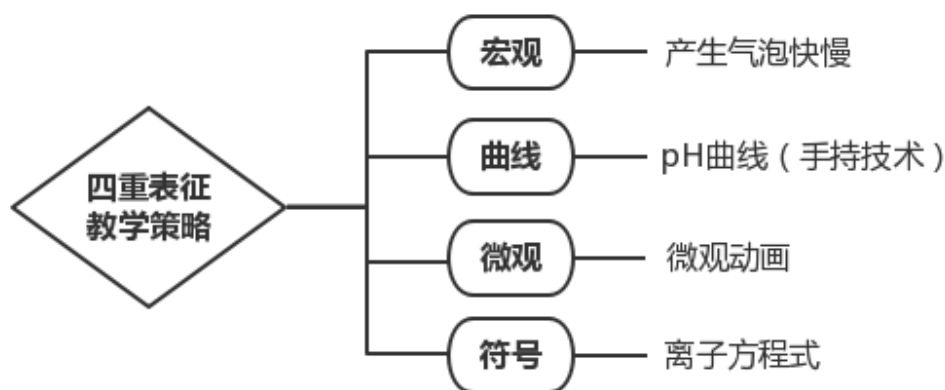 四重表征
教学策略
宏观
产生气泡快慢
曲线
pH曲线（手持技术）
微观
微观动画
符号
离子方程式